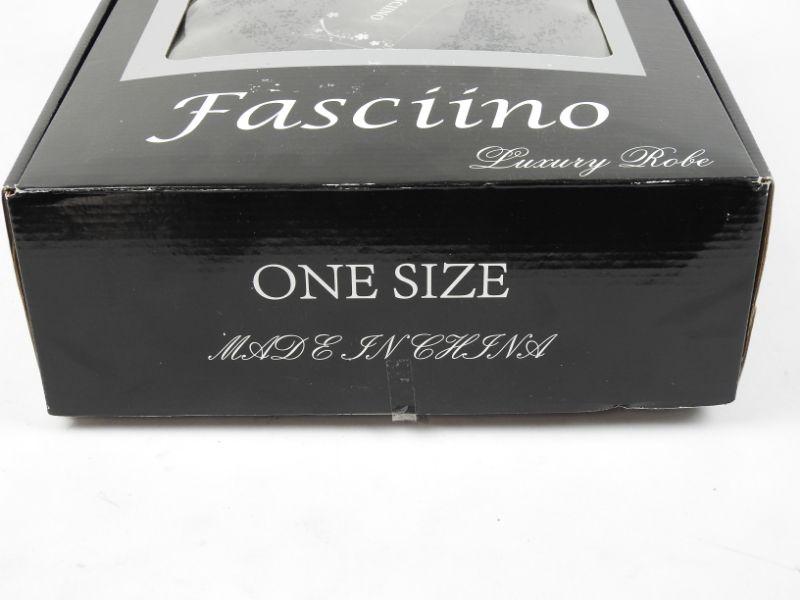 Fasciino
Luxury Robe
ONE SIZE
MADE IN CHINA